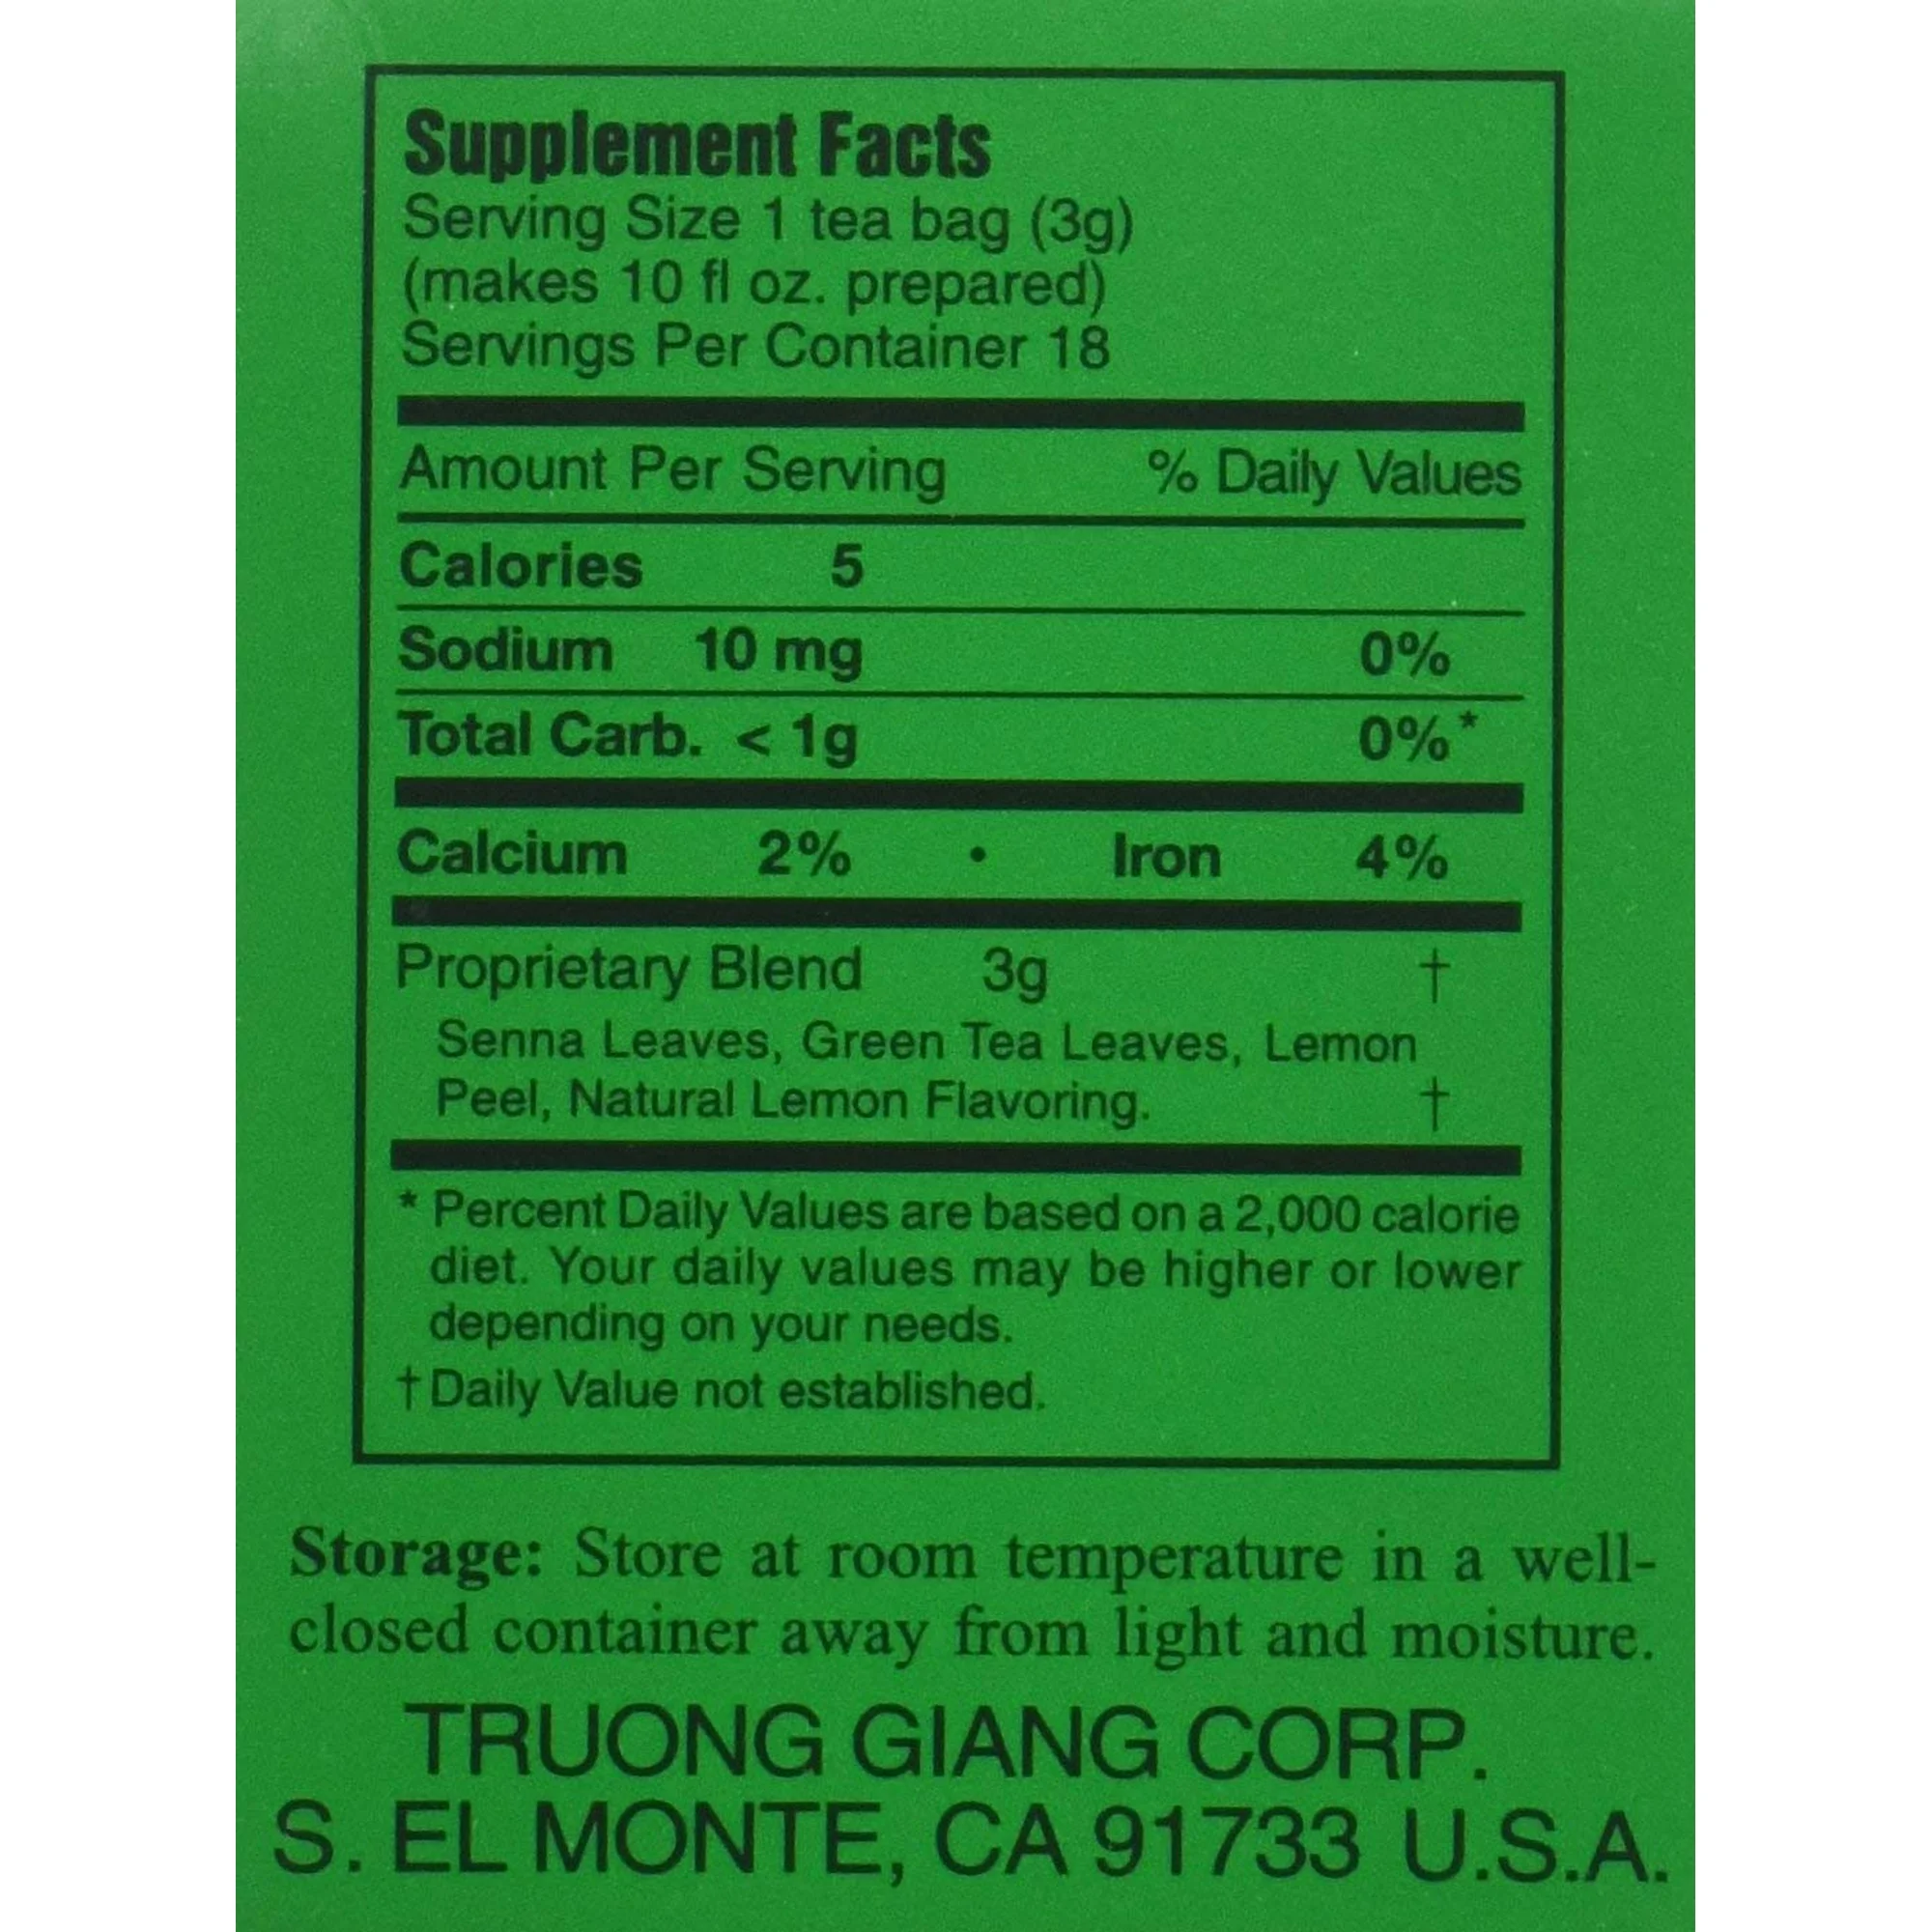 Supplement Facts
Serving Size 1 tea bag (3g)
(makes 10 fl oz. prepared)
Servings Per Container 18
Amount Per Serving % Daily Values
Calories 5
Sodium 10 mg 0%
Total Carb. < 1g 0%*
Calcium 2% • Iron 4%
Proprietary Blend 3g †
Senna Leaves, Green Tea Leaves, Lemon
Peel, Natural Lemon Flavoring. †
* Percent Daily Values are based on a 2,000 calorie
diet. Your daily values may be higher or lower
depending on your needs.
† Daily Value not established.
Storage: Store at room temperature in a well-
closed container away from light and moisture.
TRUONG GIANG CORP.
S. EL MONTE, CA 91733 U.S.A.